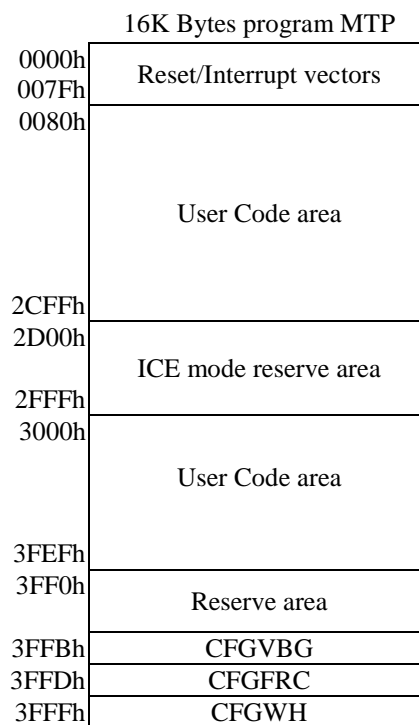 16K Bytes program MTP
0000h
Reset/Interrupt vectors
007Fh
0080h
User Code area
2CFFh
2D00h
ICE mode reserve area
2FFFh
3000h
User Code area
3FEFh
3FF0h
Reserve area
3FFBh CFGVBG
3FFDh CFGFRC
3FFFh CFGWH